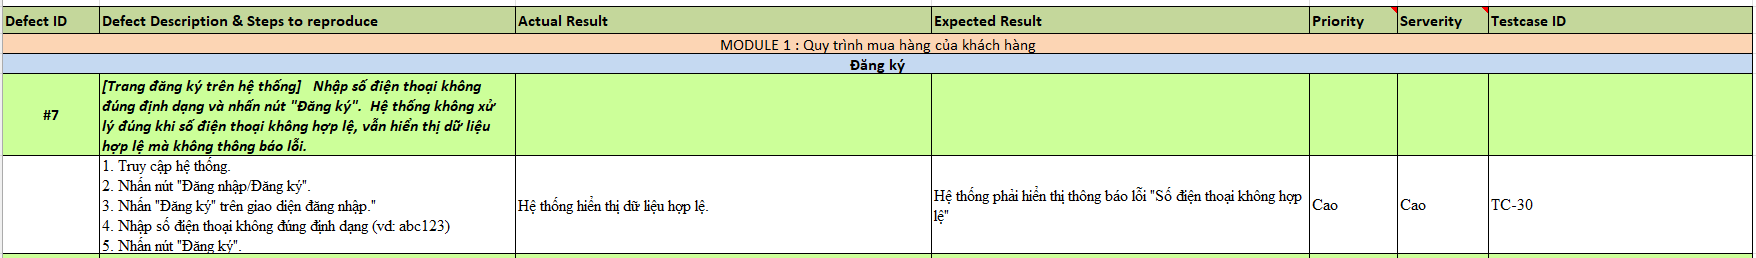 Defect ID Defect Description & Steps to reproduce Actual Result Expected Result Priority Serverity Testcase ID
MODULE 1 : Quy trình mua hàng của khách hàng
Đăng ký
#7
[Trang đăng ký trên hệ thống] Nhập số điện thoại không
đúng định dạng và nhấn nút "Đăng ký". Hệ thống không xử
lý đúng khi số điện thoại không hợp lệ, vẫn hiển thị dữ liệu
hợp lệ mà không thông báo lỗi.
1. Truy cập hệ thống.
2. Nhấn nút "Đăng nhập/Đăng ký".
3. Nhấn "Đăng ký" trên giao diện đăng nhập."
4. Nhập số điện thoại không đúng định dạng (vd: abc123)
5. Nhấn nút "Đăng ký".
Hệ thống hiển thị dữ liệu hợp lệ.
Hệ thống phải hiển thị thông báo lỗi "Số điện thoại không hợp
lệ"
Cao
Cao
TC-30